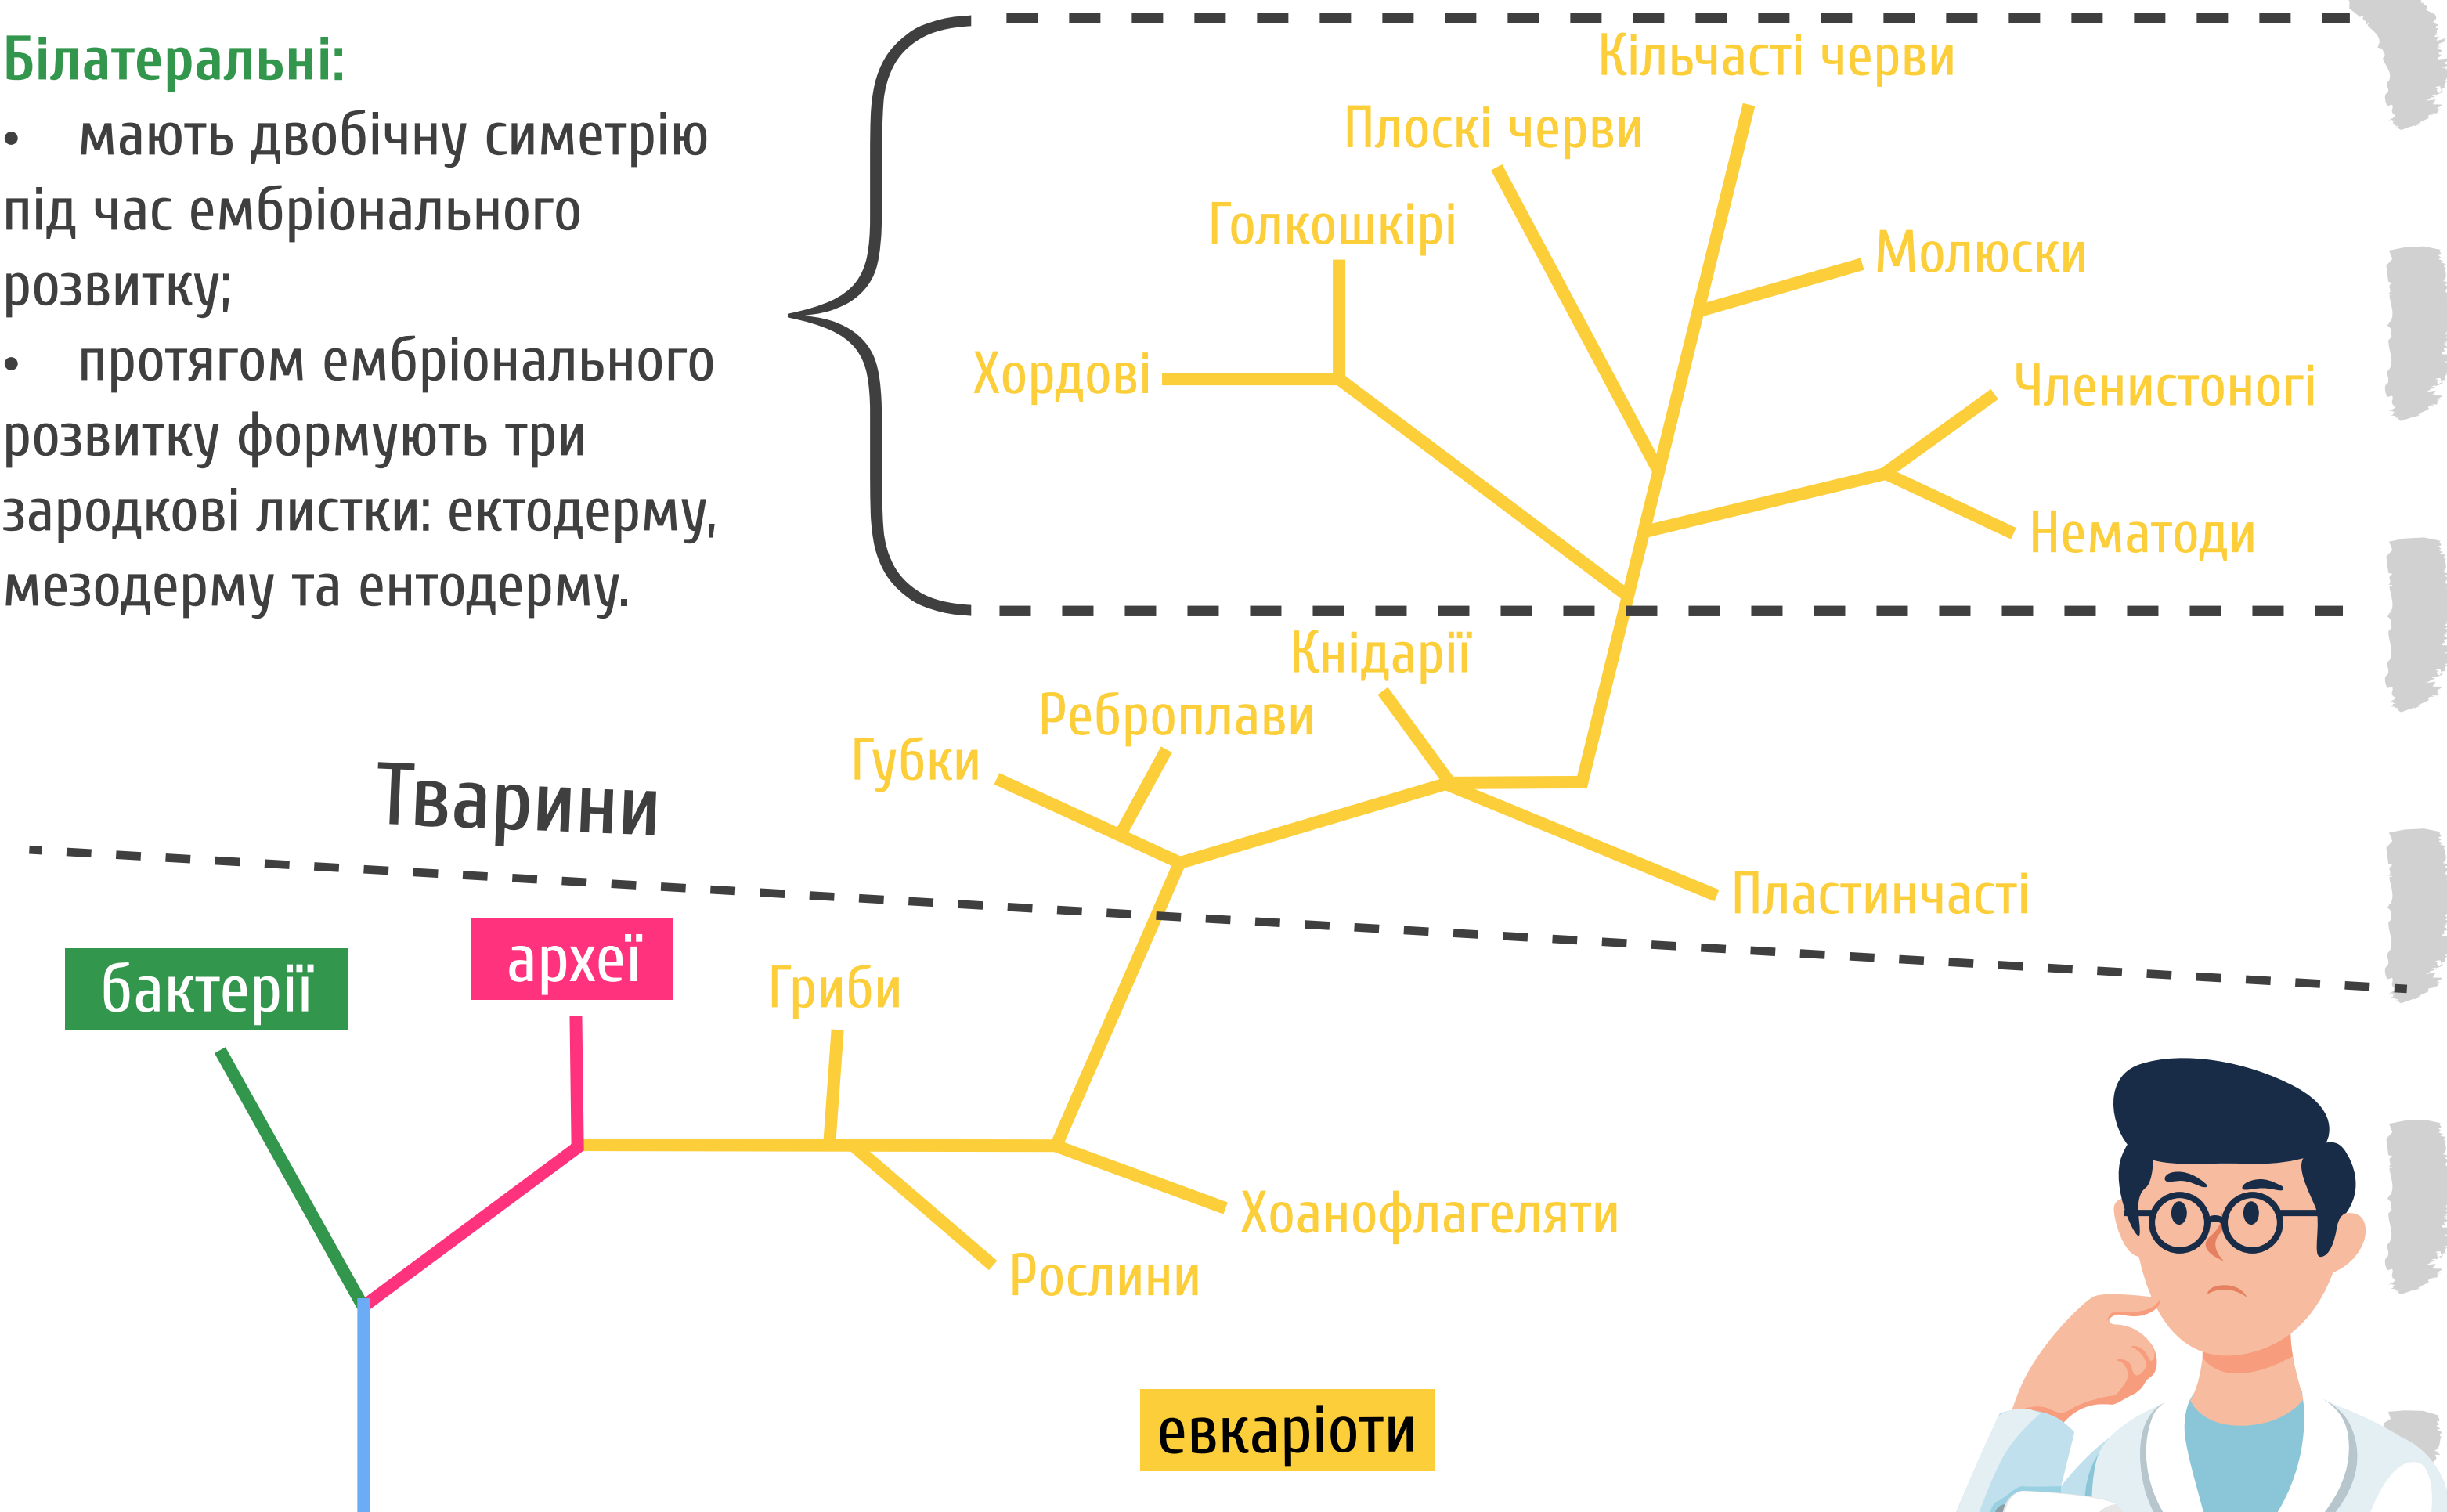 Білатеральні:
• мають двобічну симетрію
під час ембріонального
розвитку;
• протягом ембріонального
розвитку формують три
зародкові листки: ектодерму,
мезодерму та ентодерму.
Кільчасті черви
Плоскі черви
Голкошкірі
Молюски
Хордові
Членистоногі
Нематоди
Кнідарії
Реброплави
Губки
Тварини
Пластинчасті
археї
бактерії
Гриби
Хоанофлагеляти
Рослини
евкаріоти